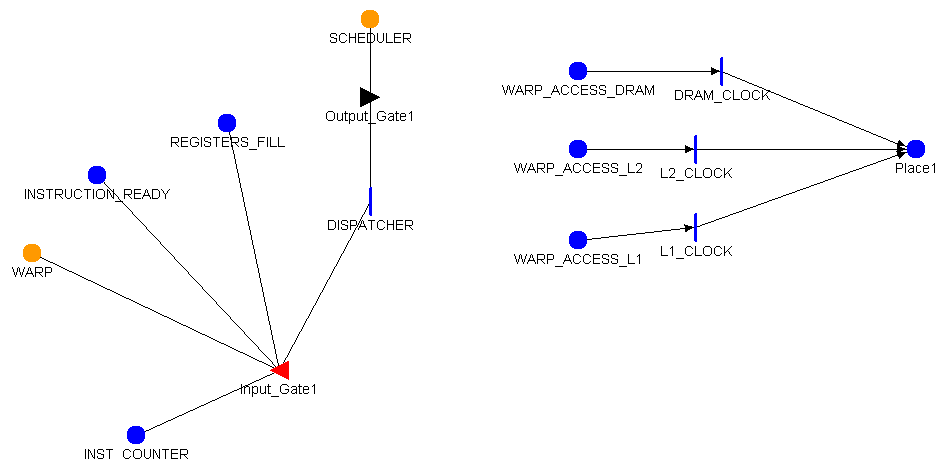 SCHEDULER
Output_Gate1
REGISTERS_FILL
INSTRUCTION_READY
DISPATCHER
WARP
Input_Gate1
INST_COUNTER
WARP_ACCESS_DRAM
DRAM_CLOCK
WARP_ACCESS_L2
L2_CLOCK
Place1
WARP_ACCESS_L1
L1_CLOCK